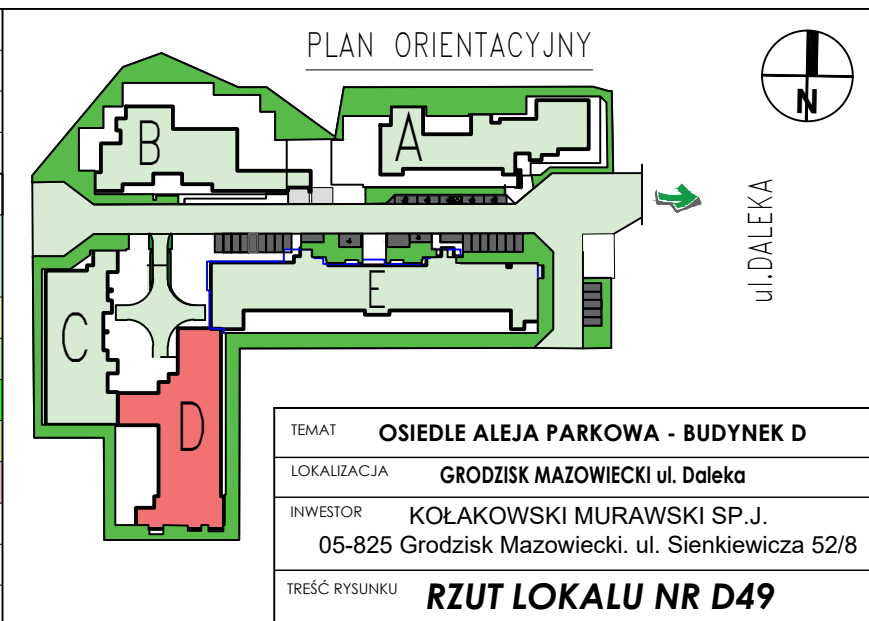 PLAN ORIENTACYJNY
N
ul.DALEKA
B
A
E
C
D
TEMAT OSIEDLE ALEJA PARKOWA - BUDYNEK D
LOKALIZACJA GRODZISK MAZOWIECKI ul. Daleka
INWESTOR KOŁAKOWSKI MURAWSKI SP.J.
05-825 Grodzisk Mazowiecki. ul. Sienkiewicza 52/8
TREŚĆ RYSUNKU RZUT LOKALU NR D49